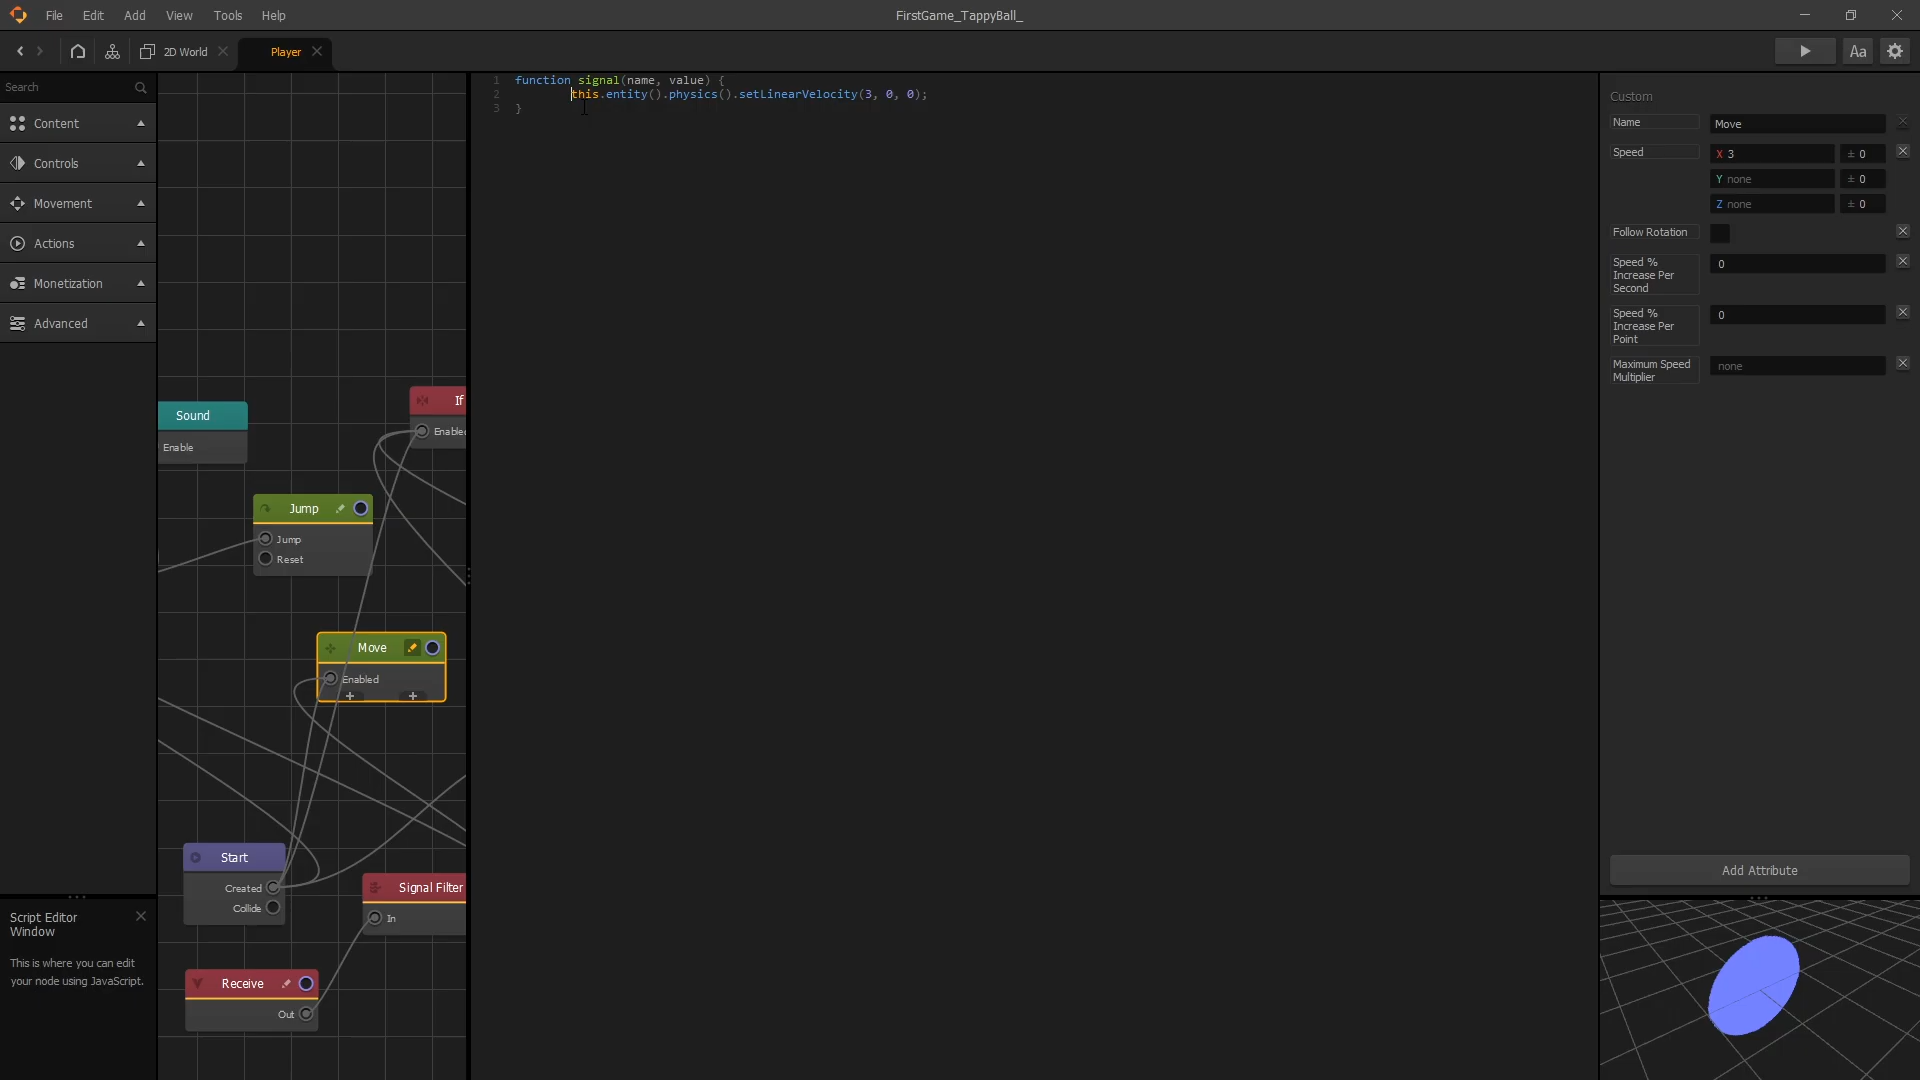 File Edit Add View Tools Help
FirstGame_TappyBall_
2D World
Player
Aa
Search
Content
Controls
Movement
Actions
Monetization
Advanced
1 function signal(name, value) {
2 this.entity().physics().setLinearVelocity(3, 0, 0);
3 }
Sound
Enable
If
Enabled
Jump
Jump
Reset
Move
Enabled
+ +
Start
Created
Collide
Signal Filter
In
Receive
Out
Script Editor
Window
This is where you can edit
your node using JavaScript.
Custom
Name Move
Speed X 3 ± 0
Y none ± 0
Z none ± 0
Follow Rotation
Speed %
Increase Per
Second
0
Speed %
Increase Per
Point
0
Maximum Speed
Multiplier
none
Add Attribute